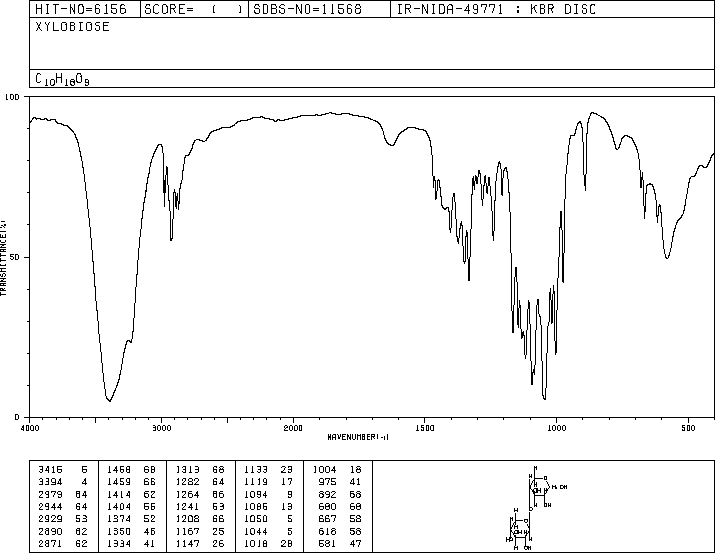 HIT-NO=6156 SCORE= ( ) SDBS-NO=11568 IR-NIDA-49771 : KBR DISC
XYLOBIOSE
C10H18O9
100
50
0
TRANSMITTANCE(%)
4000 3000 2000 1500 1000 500
WAVENUMBER(-1)
3415 5 1468 68 1313 68 1133 23 1004 18
3394 4 1459 66 1282 64 1119 17 975 41
2979 64 1414 62 1264 66 1094 9 892 68
2944 64 1404 56 1241 53 1086 13 680 68
2929 53 1374 52 1208 66 1050 5 667 58
2890 62 1350 46 1167 25 1044 5 618 58
2871 62 1334 41 1147 26 1018 28 581 47